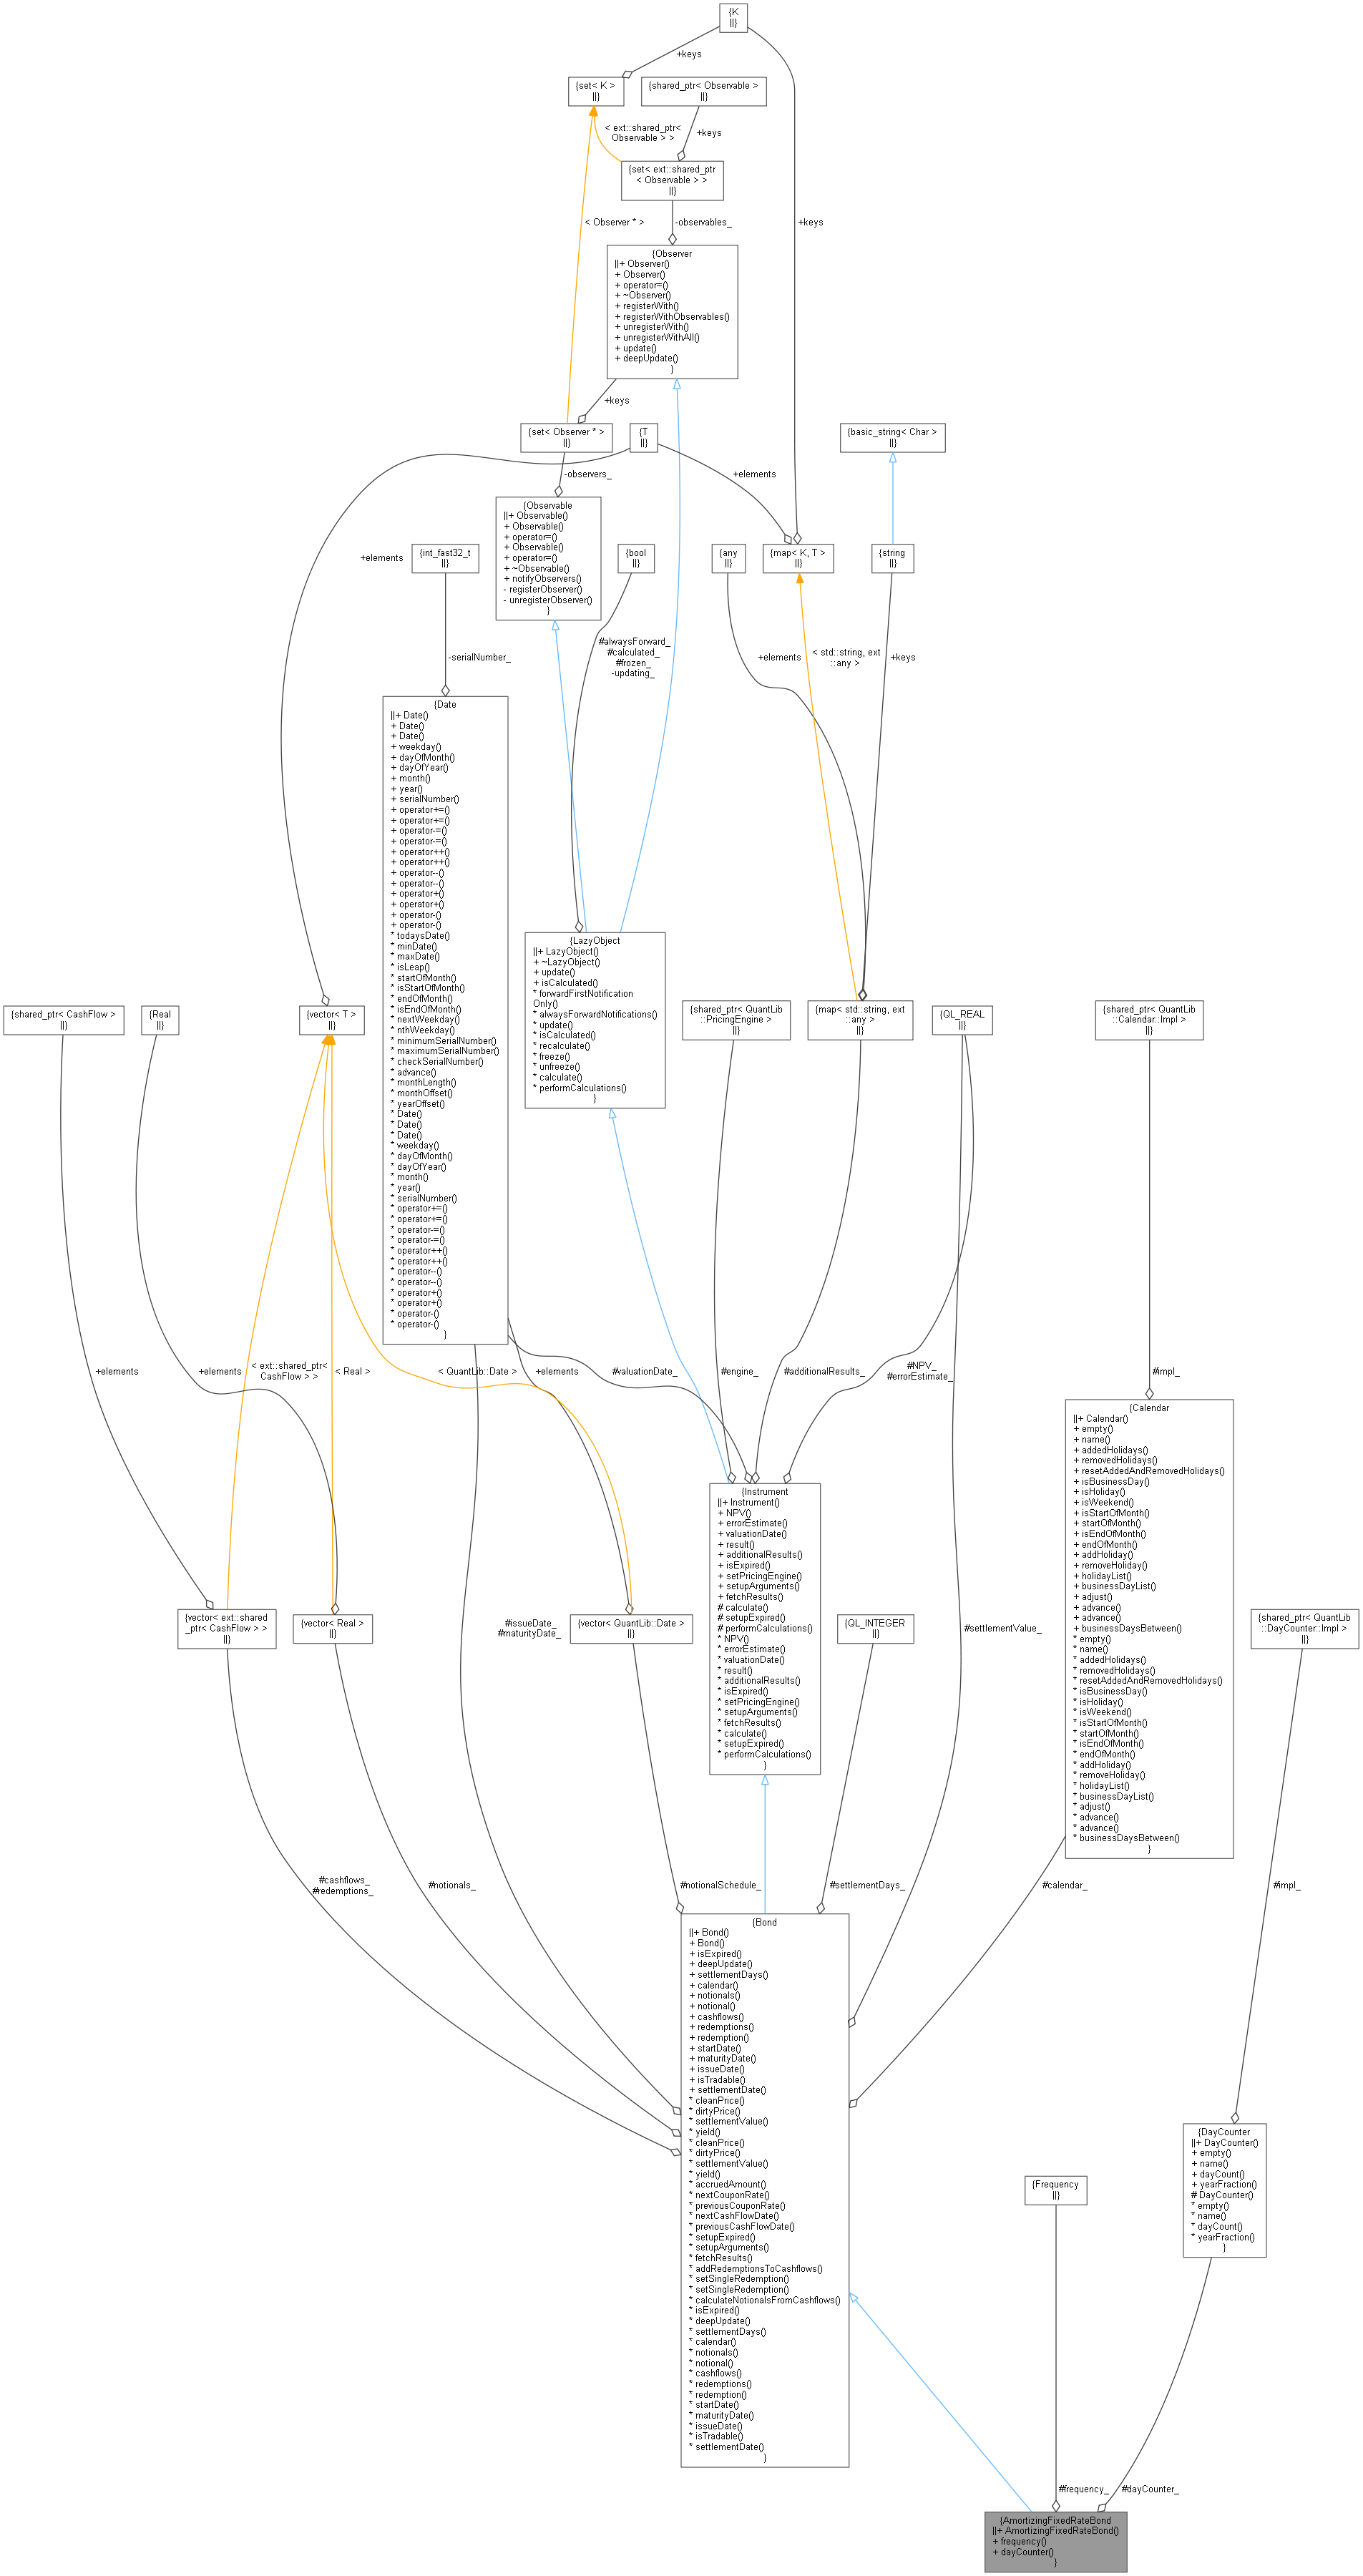 {K
||}
+keys
{set< K >
||}
{shared_ptr< Observable >
||}
< ext::shared_ptr<
Observable > >
+keys
{set< ext::shared_ptr
< Observable > >
||}
< Observer * >
-observables_
+keys
{Observer
||+ Observer()
+ Observer()
+ operator=()
+ ~Observer()
+ registerWith()
+ registerWithObservables()
+ unregisterWith()
+ unregisterWithAll()
+ update()
+ deepUpdate()
}
+keys
{set< Observer * >
||}
{T
||}
{basic_string< Char >
||}
-observers_
+elements
{Observable
||+ Observable()
+ Observable()
+ operator=()
+ Observable()
+ operator=()
+ ~Observable()
+ notifyObservers()
- registerObserver()
- unregisterObserver()
}
+elements
{int_fast32_t
||}
{bool
||}
{any
||}
{map< K, T >
||}
{string
||}
-serialNumber_
#alwaysForward_
#calculated_
#frozen_
-updating_
+elements
< std::string, ext
::any >
+keys
{Date
||+ Date()
+ Date()
+ Date()
+ weekday()
+ dayOfMonth()
+ dayOfYear()
+ month()
+ year()
+ serialNumber()
+ operator+=()
+ operator+=()
+ operator-=()
+ operator-=()
+ operator++()
+ operator++()
+ operator--()
+ operator--()
+ operator+()
+ operator+()
+ operator-()
+ operator-()
* todaysDate()
* minDate()
* maxDate()
* isLeap()
* startOfMonth()
* isStartOfMonth()
* endOfMonth()
* isEndOfMonth()
* nextWeekday()
* nthWeekday()
* minimumSerialNumber()
* maximumSerialNumber()
* checkSerialNumber()
* advance()
* monthLength()
* monthOffset()
* yearOffset()
* Date()
* Date()
* Date()
* weekday()
* dayOfMonth()
* dayOfYear()
* month()
* year()
* serialNumber()
* operator+=()
* operator+=()
* operator-=()
* operator-=()
* operator++()
* operator++()
* operator--()
* operator--()
* operator+()
* operator+()
* operator-()
* operator-()
}
{LazyObject
||+ LazyObject()
+ ~LazyObject()
+ update()
+ isCalculated()
* forwardFirstNotification
Only()
* alwaysForwardNotifications()
* update()
* isCalculated()
* recalculate()
* freeze()
* unfreeze()
* calculate()
* performCalculations()
}
{shared_ptr< CashFlow >
||}
{Real
||}
{vector< T >
||}
{shared_ptr< QuantLib
::PricingEngine >
||}
{map< std::string, ext
::any >
||}
{QL_REAL
||}
{shared_ptr< QuantLib
::Calendar::Impl >
||}
+elements
+elements
< ext::shared_ptr<
CashFlow > >
< Real >
< QuantLib::Date >
+elements
#valuationDate_
#engine_
#additionalResults_
#NPV_
#errorEstimate_
#impl_
{Calendar
||+ Calendar()
+ empty()
+ name()
+ addedHolidays()
+ removedHolidays()
+ resetAddedAndRemovedHolidays()
+ isBusinessDay()
+ isHoliday()
+ isWeekend()
+ isStartOfMonth()
+ startOfMonth()
+ isEndOfMonth()
+ endOfMonth()
+ addHoliday()
+ removeHoliday()
+ holidayList()
+ businessDayList()
+ adjust()
+ advance()
+ advance()
+ businessDaysBetween()
* empty()
* name()
* addedHolidays()
* removedHolidays()
* resetAddedAndRemovedHolidays()
* isBusinessDay()
* isHoliday()
* isWeekend()
* isStartOfMonth()
* startOfMonth()
* isEndOfMonth()
* endOfMonth()
* addHoliday()
* removeHoliday()
* holidayList()
* businessDayList()
* adjust()
* advance()
* advance()
* businessDaysBetween()
}
{Instrument
||+ Instrument()
+ NPV()
+ errorEstimate()
+ valuationDate()
+ result()
+ additionalResults()
+ isExpired()
+ setPricingEngine()
+ setupArguments()
+ fetchResults()
# calculate()
# setupExpired()
# performCalculations()
* NPV()
* errorEstimate()
* valuationDate()
* result()
* additionalResults()
* isExpired()
* setPricingEngine()
* setupArguments()
* fetchResults()
* calculate()
* setupExpired()
* performCalculations()
}
{vector< ext::shared
_ptr< CashFlow > >
||}
{vector< Real >
||}
#issueDate_
#maturityDate_
{vector< QuantLib::Date >
||}
{QL_INTEGER
||}
#settlementValue_
{shared_ptr< QuantLib
::DayCounter::Impl >
||}
#cashflows_
#redemptions_
#notionals_
#notionalSchedule_
#settlementDays_
#calendar_
#impl_
{Bond
||+ Bond()
+ Bond()
+ isExpired()
+ deepUpdate()
+ settlementDays()
+ calendar()
+ notionals()
+ notional()
+ cashflows()
+ redemptions()
+ redemption()
+ startDate()
+ maturityDate()
+ issueDate()
+ isTradable()
+ settlementDate()
* cleanPrice()
* dirtyPrice()
* settlementValue()
* yield()
* cleanPrice()
* dirtyPrice()
* settlementValue()
* yield()
* accruedAmount()
* nextCouponRate()
* previousCouponRate()
* nextCashFlowDate()
* previousCashFlowDate()
* setupExpired()
* setupArguments()
* fetchResults()
* addRedemptionsToCashflows()
* setSingleRedemption()
* setSingleRedemption()
* calculateNotionalsFromCashflows()
* isExpired()
* deepUpdate()
* settlementDays()
* calendar()
* notionals()
* notional()
* cashflows()
* redemptions()
* redemption()
* startDate()
* maturityDate()
* issueDate()
* isTradable()
* settlementDate()
}
{Frequency
||}
{DayCounter
||+ DayCounter()
+ empty()
+ name()
+ dayCount()
+ yearFraction()
# DayCounter()
* empty()
* name()
* dayCount()
* yearFraction()
}
#frequency_
#dayCounter_
{AmortizingFixedRateBond
||+ AmortizingFixedRateBond()
+ frequency()
+ dayCounter()
}